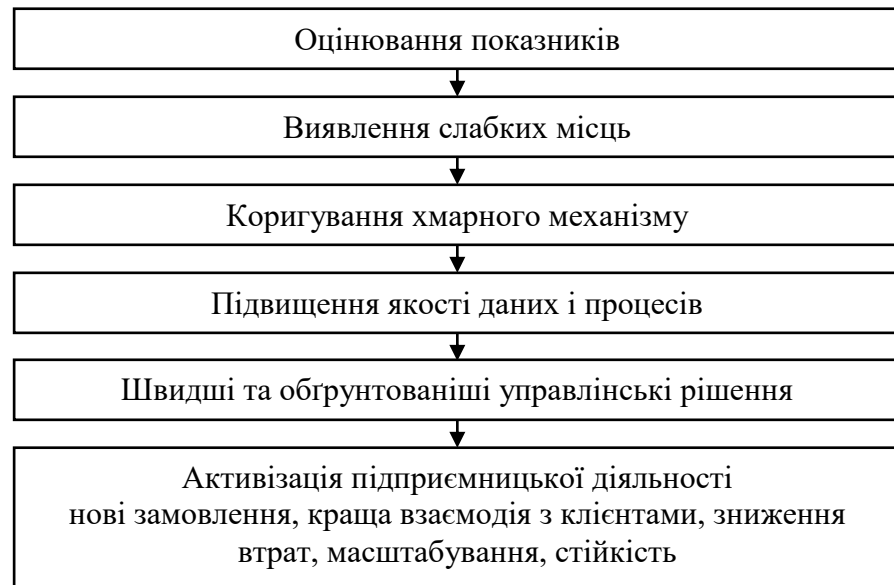 Оцінювання показників
Виявлення слабких місць
Коригування хмарного механізму
Підвищення якості даних і процесів
Швидші та обґрунтованіші управлінські рішення
Активізація підприємницької діяльності
нові замовлення, краща взаємодія з клієнтами, зниження
втрат, масштабування, стійкість